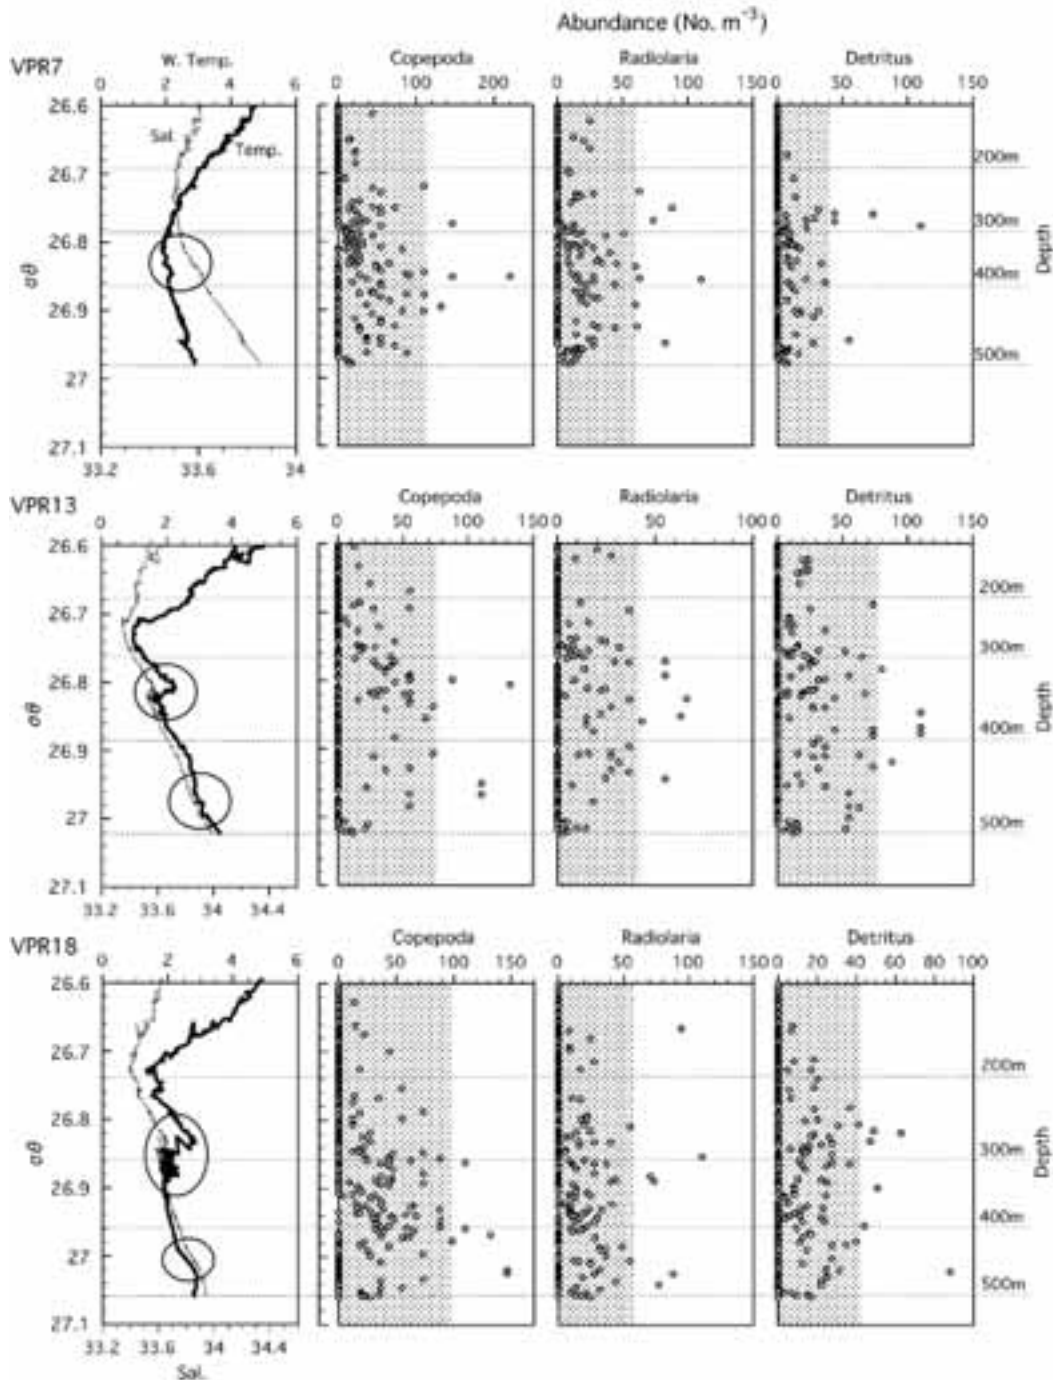 Abundance (No. m⁻³)
VPR7
W. Temp.
Copepoda
Radiolaria
Detritus
0 2 4 6
0 100 200
0 50 100 150
0 50 100 150
26.6
26.7
26.8
26.9
27
27.1
Sal.
Temp.
200m
300m
400m
500m
σθ
Depth
33.2 33.6 34
VPR13
Copepoda
Radiolaria
Detritus
0 2 4 6
0 50 100 150
0 50 100
0 50 100 150
26.6
26.7
26.8
26.9
27
27.1
200m
300m
400m
500m
σθ
Depth
33.2 33.6 34 34.4
VPR18
Copepoda
Radiolaria
Detritus
0 2 4 6
0 50 100 150
0 50 100 150
0 20 40 60 80 100
26.6
26.7
26.8
26.9
27
27.1
200m
300m
400m
500m
σθ
Depth
33.2 33.6 34 34.4
Sal.